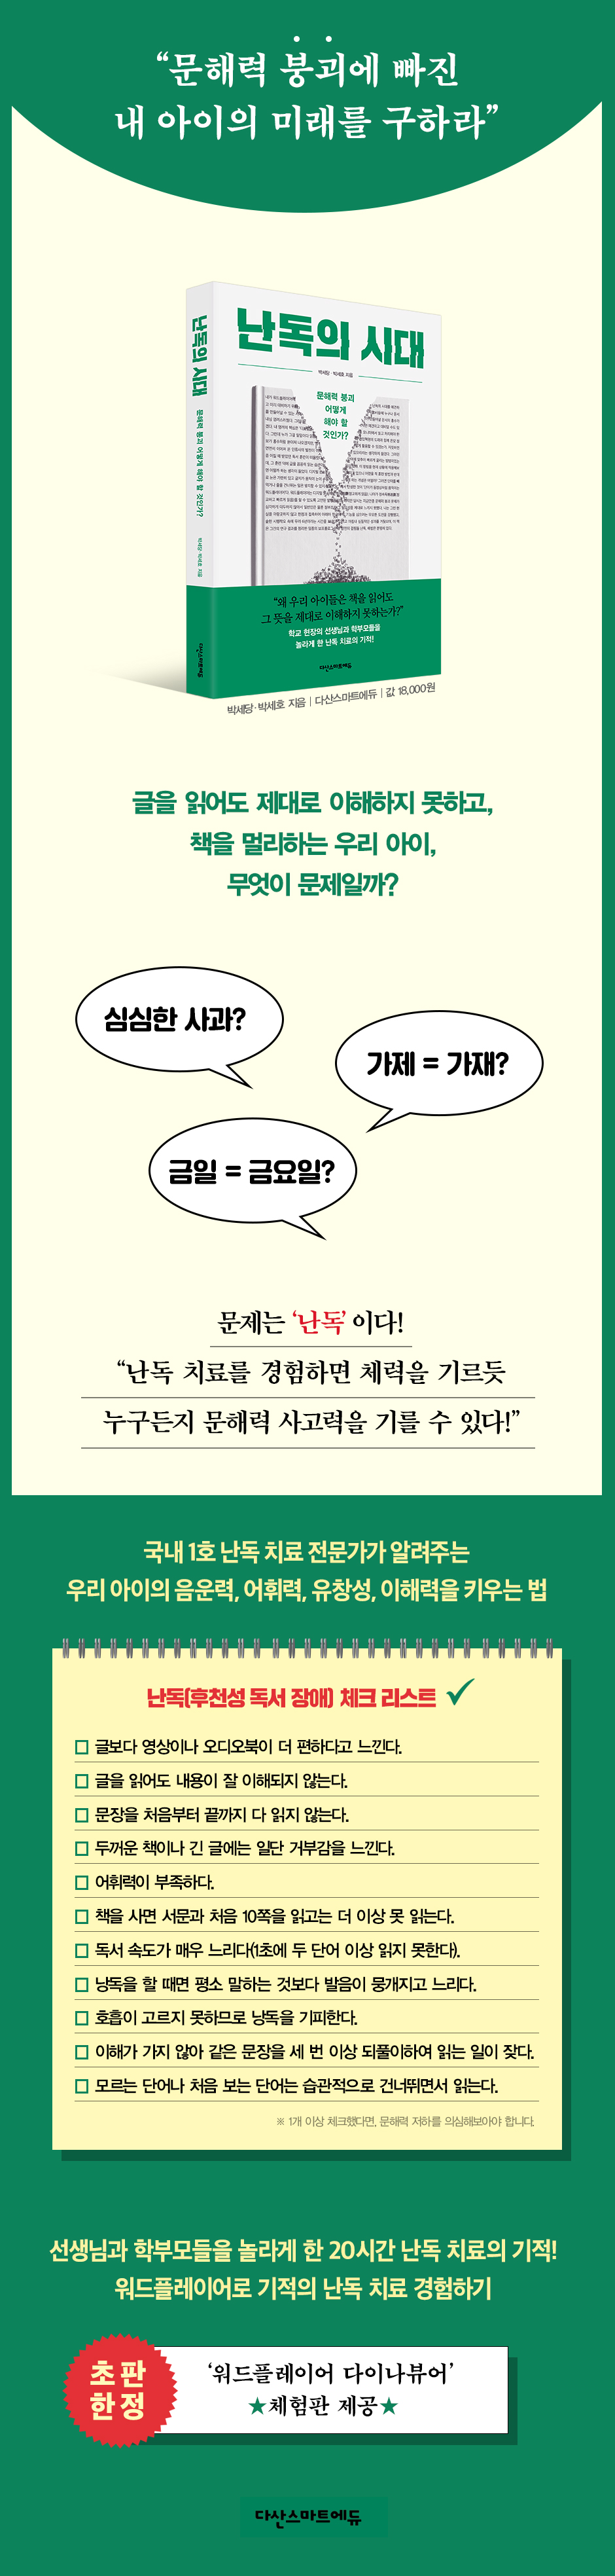 “문해력 붕괴에 빠진
내 아이의 미래를 구하라”
난독의 시대
문해력 붕괴 어떻게 해야 할 것인가?
박세당·박세호 지음
다산스마트에듀
난독의 시대
박세당·박세호 지음
문해력 붕괴
어떻게
해야 할
것인가?
“왜 우리 아이들은 책을 읽어도
그 뜻을 제대로 이해하지 못하는가?”
학교 현장의 선생님과 학부모들을
놀라게 한 난독 치료의 기적!
다산스마트에듀
박세당·박세호 지음 | 다산스마트에듀 | 값 18,000원
글을 읽어도 제대로 이해하지 못하고,
책을 멀리하는 우리 아이,
무엇이 문제일까?
심심한 사과?
가제 = 가재?
금일 = 금요일?
문제는 ‘난독’이다!
“난독 치료를 경험하면 체력을 기르듯
누구든지 문해력 사고력을 기를 수 있다!”
국내 1호 난독 치료 전문가가 알려주는
우리 아이의 음운력, 어휘력, 유창성, 이해력을 키우는 법
난독(후천성 독서 장애) 체크 리스트
글보다 영상이나 오디오북이 더 편하다고 느낀다.
글을 읽어도 내용이 잘 이해되지 않는다.
문장을 처음부터 끝까지 다 읽지 않는다.
두꺼운 책이나 긴 글에는 일단 거부감을 느낀다.
어휘력이 부족하다.
책을 사면 서문과 처음 10쪽을 읽고는 더 이상 못 읽는다.
독서 속도가 매우 느리다(1초에 두 단어 이상 읽지 못한다).
낭독을 할 때면 평소 말하는 것보다 발음이 뭉개지고 느리다.
호흡이 고르지 못하므로 낭독을 기피한다.
이해가 가지 않아 같은 문장을 세 번 이상 되풀이하여 읽는 일이 잦다.
모르는 단어나 처음 보는 단어는 습관적으로 건너뛰면서 읽는다.
※ 1개 이상 체크했다면, 문해력 저하를 의심해보아야 합니다.
선생님과 학부모들을 놀라게 한 20시간 난독 치료의 기적!
워드플레이어로 기적의 난독 치료 경험하기
초판
한정
‘워드플레이어 다이나뷰어’
★체험판 제공★
다산스마트에듀